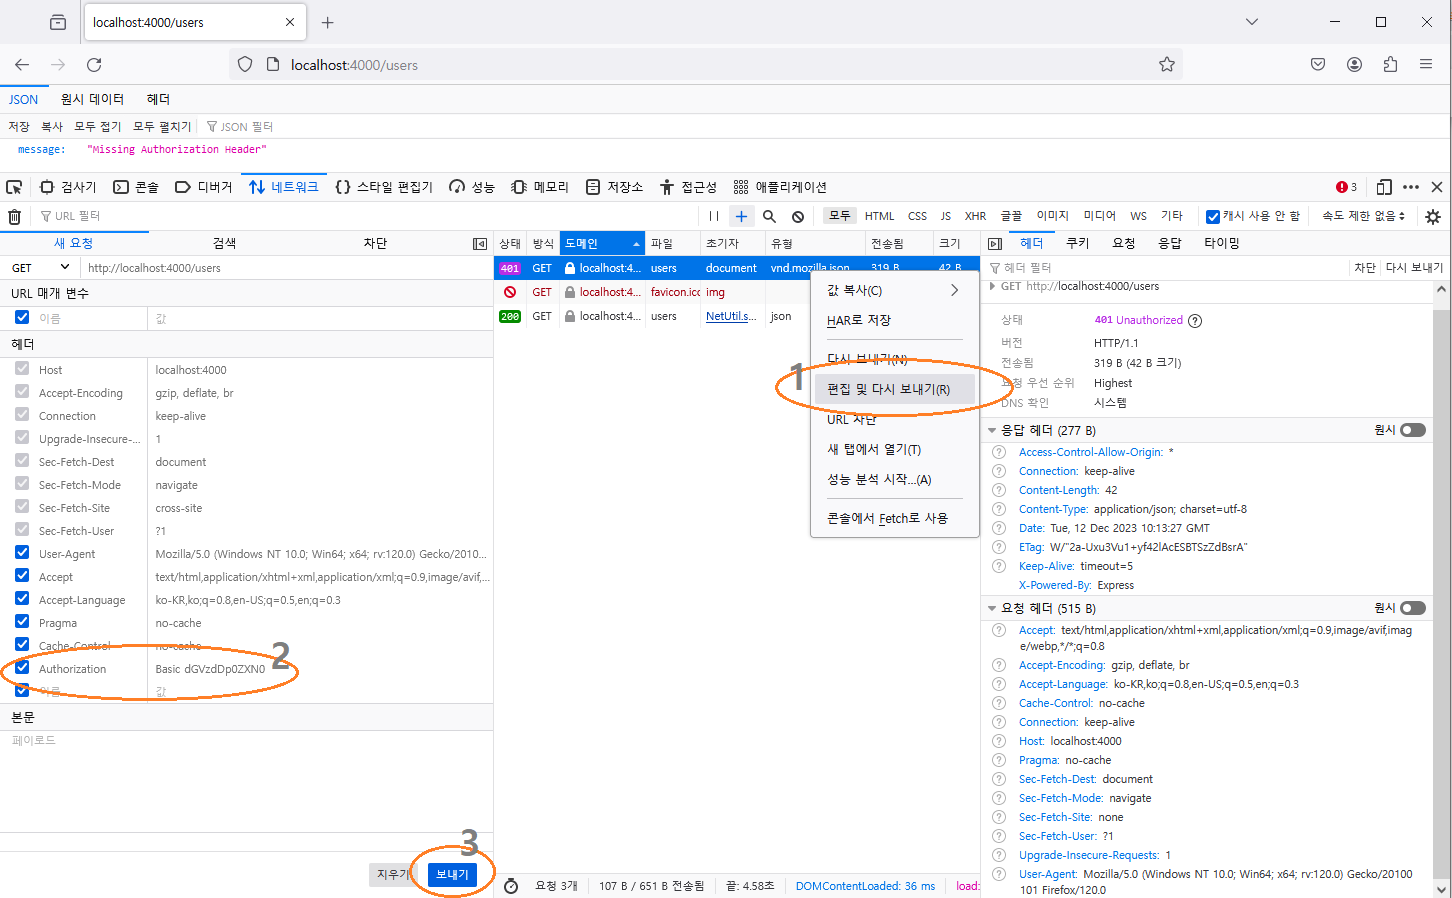 localhost:4000/users
localhost:4000/users
JSON 원시 데이터 헤더
저장 복사 모두 접기 모두 펼치기 JSON 필터
message: "Missing Authorization Header"
검사기 콘솔 디버거 네트워크 스타일 편집기 성능 메모리 저장소 접근성 애플리케이션 3
URL 필터 모두 HTML CSS JS XHR 글꼴 이미지 미디어 WS 기타 캐시 사용 안 함 속도 제한 없음
새 요청 검색 차단
GET http://localhost:4000/users
URL 매개 변수
이름 값
헤더
Host localhost:4000
Accept-Encoding gzip, deflate, br
Connection keep-alive
Upgrade-Insecure-... 1
Sec-Fetch-Dest document
Sec-Fetch-Mode navigate
Sec-Fetch-Site cross-site
Sec-Fetch-User ?1
User-Agent Mozilla/5.0 (Windows NT 10.0; Win64; x64; rv:120.0) Gecko/2010...
Accept text/html,application/xhtml+xml,application/xml;q=0.9,image/avif,...
Accept-Language ko-KR,ko;q=0.8,en-US;q=0.5,en;q=0.3
Pragma no-cache
Cache-Control no-cache
Authorization Basic dGVzdDp0ZXN0
2
이름 값
본문
페이로드
3
지우기 보내기
상태 방식 도메인 파일 초기자 유형 전송됨 크기
401 GET localhost:4... users document vnd.mozilla.json 319 B 42 B
GET localhost:4... favicon.icc img
200 GET localhost:4... users NetUtil.s... json
값 복사(C)
HAR로 저장
다시 보내기(N)
1
편집 및 다시 보내기(R)
URL 차단
새 탭에서 열기(T)
성능 분석 시작...(A)
콘솔에서 Fetch로 사용
요청 3개 107 B / 651 B 전송됨 끝: 4.58초 DOMContentLoaded: 36 ms load:
헤더 쿠키 요청 응답 타이밍
헤더 필터 차단 다시 보내기
GET http://localhost:4000/users
상태 401 Unauthorized
버전 HTTP/1.1
전송됨 319 B (42 B 크기)
요청 우선 순위 Highest
DNS 확인 시스템
응답 헤더 (277 B) 원시
Access-Control-Allow-Origin: *
Connection: keep-alive
Content-Length: 42
Content-Type: application/json; charset=utf-8
Date: Tue, 12 Dec 2023 10:13:27 GMT
ETag: W/"2a-Uxu3Vu1+yf42lAcESBTSzZdBsrA"
Keep-Alive: timeout=5
X-Powered-By: Express
요청 헤더 (515 B) 원시
Accept: text/html,application/xhtml+xml,application/xml;q=0.9,image/avif,imag
e/webp,*/*;q=0.8
Accept-Encoding: gzip, deflate, br
Accept-Language: ko-KR,ko;q=0.8,en-US;q=0.5,en;q=0.3
Cache-Control: no-cache
Connection: keep-alive
Host: localhost:4000
Pragma: no-cache
Sec-Fetch-Dest: document
Sec-Fetch-Mode: navigate
Sec-Fetch-Site: none
Sec-Fetch-User: ?1
Upgrade-Insecure-Requests: 1
User-Agent: Mozilla/5.0 (Windows NT 10.0; Win64; x64; rv:120.0) Gecko/20100
101 Firefox/120.0